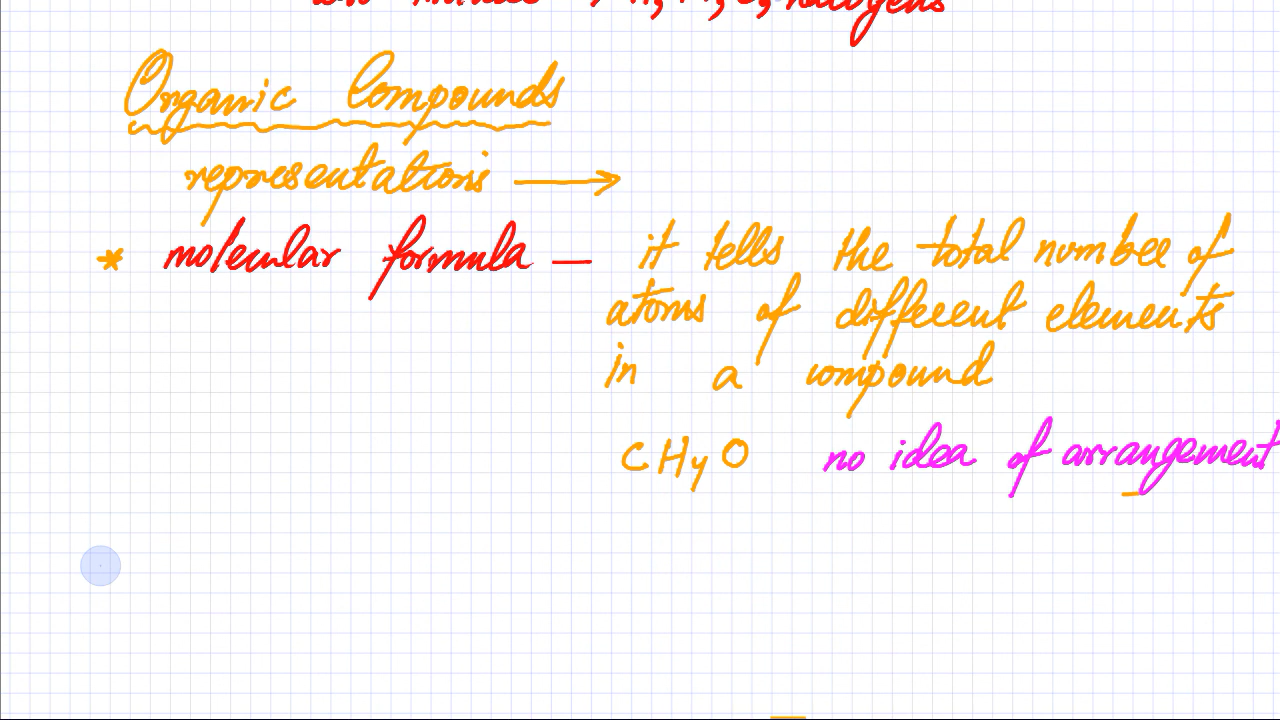 halogens
Organic Compounds
representations →
* molecular formula — it tells the total number of
atoms of different elements
in a compound
CH4O no idea of arrangement